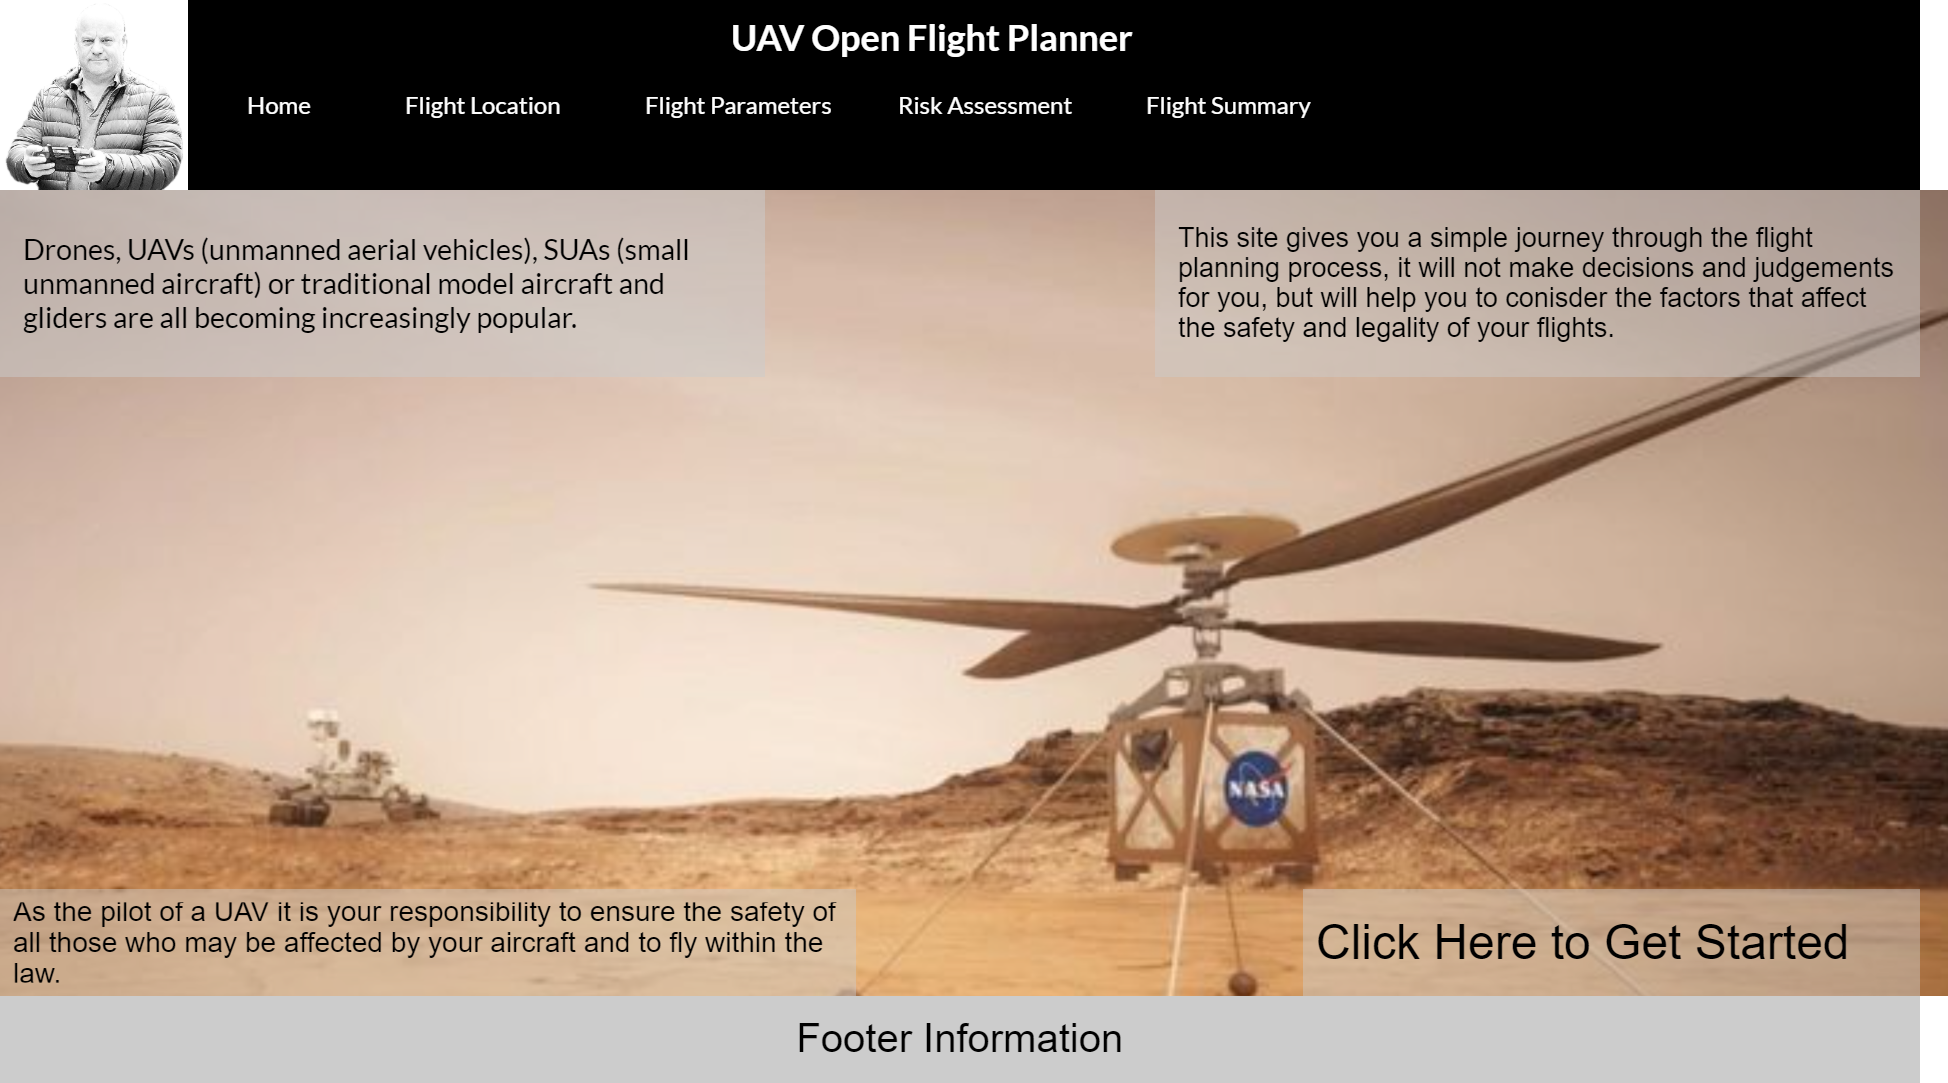 UAV Open Flight Planner
Home Flight Location Flight Parameters Risk Assessment Flight Summary
Drones, UAVs (unmanned aerial vehicles), SUAs (small
unmanned aircraft) or traditional model aircraft and
gliders are all becoming increasingly popular.
This site gives you a simple journey through the flight
planning process, it will not make decisions and judgements
for you, but will help you to conisder the factors that affect
the safety and legality of your flights.
NASA
As the pilot of a UAV it is your responsibility to ensure the safety of
all those who may be affected by your aircraft and to fly within the
law.
Click Here to Get Started
Footer Information